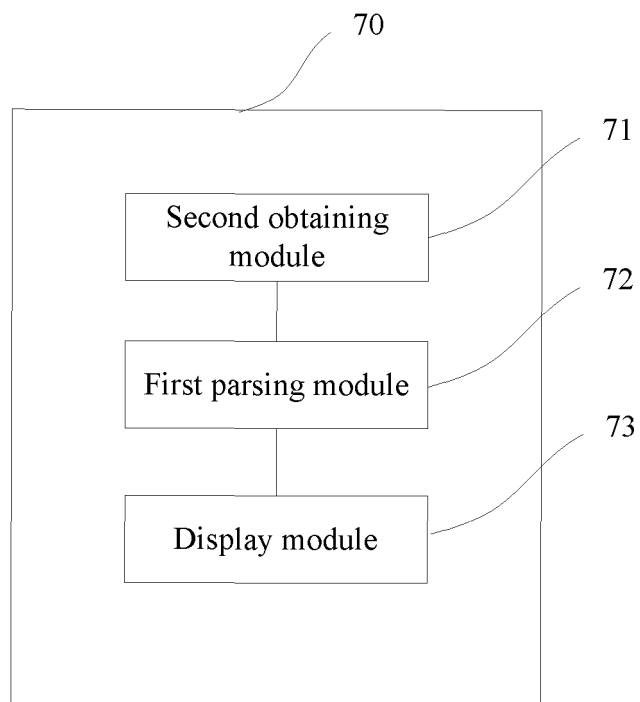 70
71
Second obtaining
module
72
First parsing module
73
Display module